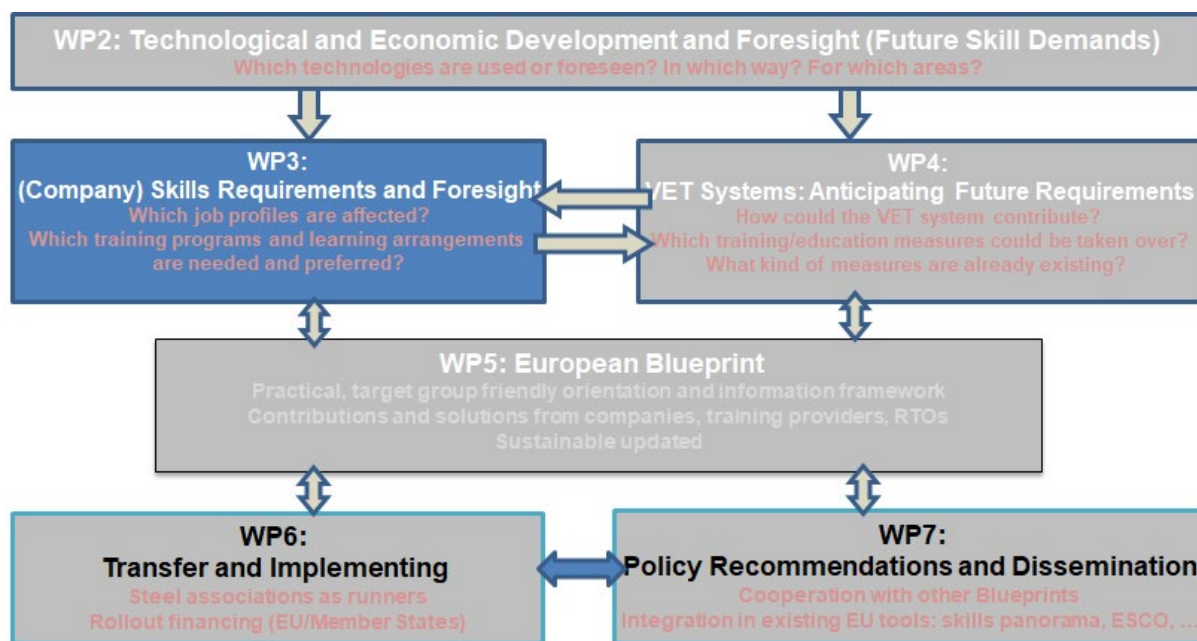 WP2: Technological and Economic Development and Foresight (Future Skill Demands)
Which technologies are used or foreseen? In which way? For which areas?
WP3:
(Company) Skills Requirements and Foresight
Which job profiles are affected?
Which training programs and learning arrangements
are needed and preferred?
WP4:
VET Systems: Anticipating Future Requirements
How could the VET system contribute?
Which training/education measures could be taken over?
What kind of measures are already existing?
WP5: European Blueprint
Practical, target group friendly orientation and information framework
Contributions and solutions from companies, training providers, RTOs
Sustainable updated
WP6:
Transfer and Implementing
Steel associations as runners
Rollout financing (EU/Member States)
WP7:
Policy Recommendations and Dissemination
Cooperation with other Blueprints
Integration in existing EU tools: skills panorama, ESCO, …